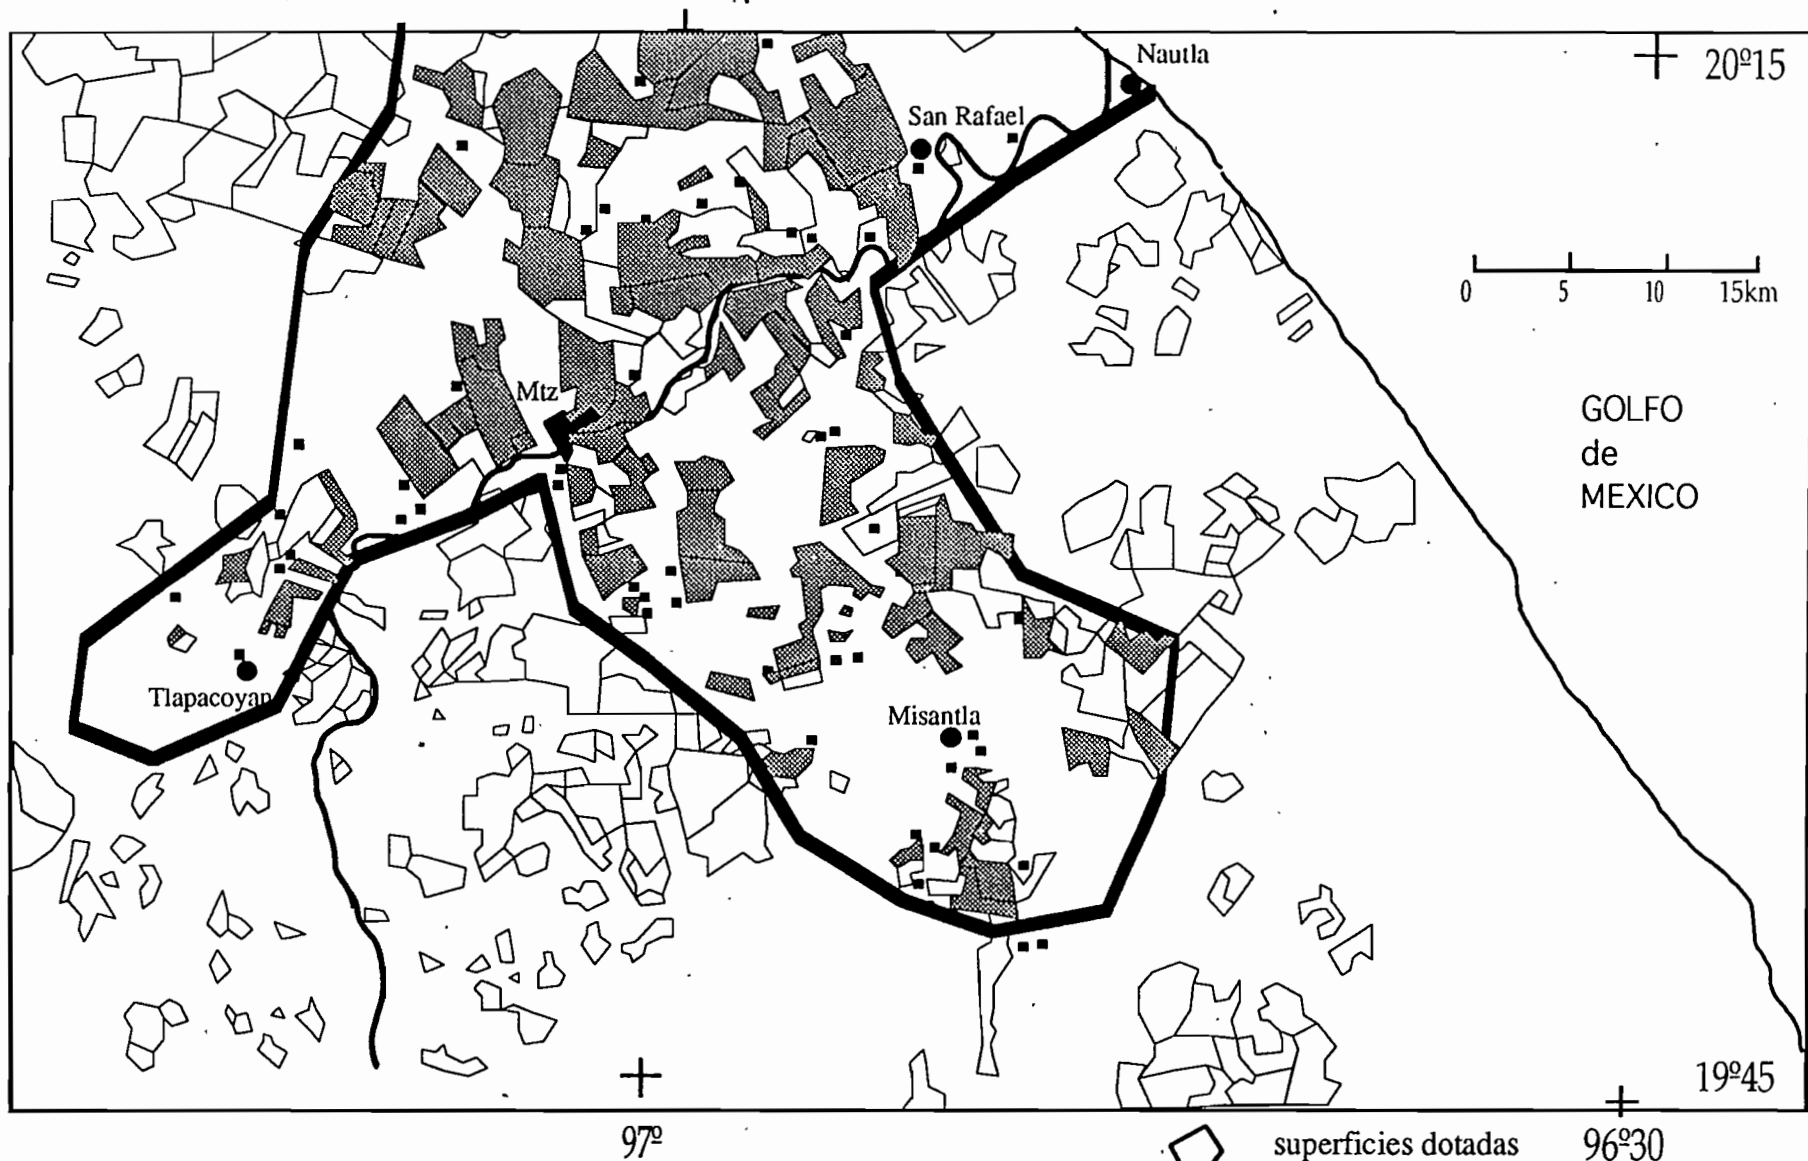 Nautla
20º15
San Rafael
0 5 10 15km
Mtz
GOLFO
de
MEXICO
Tlapacoyan
Misantla
19º45
97º
superficies dotadas
96º30